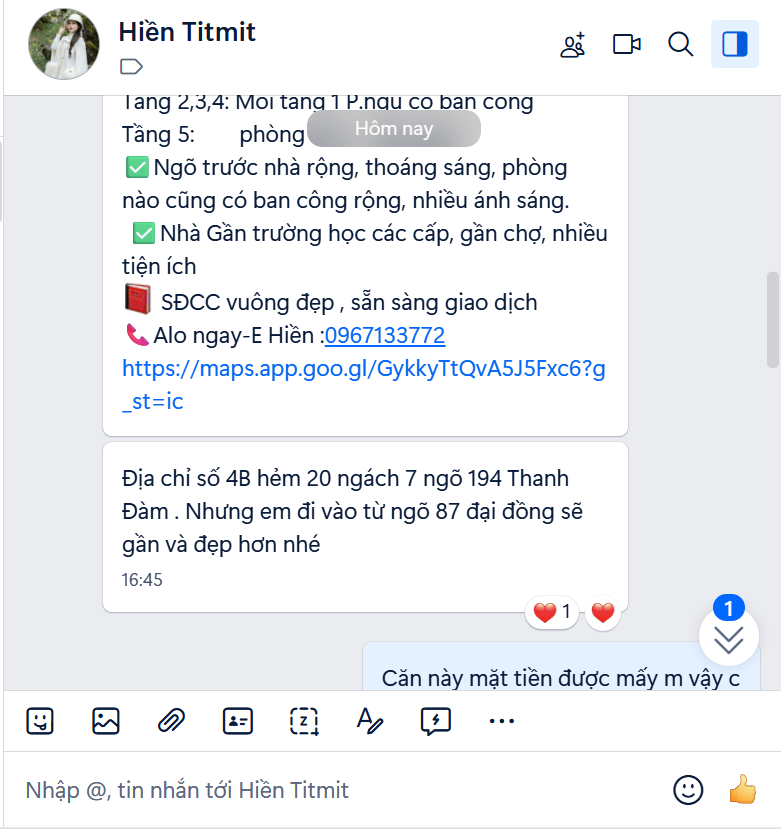 Hiền Titmit
Tầng 2,3,4: Mỗi tầng 1 P.ngủ có ban công
Tầng 5: phòng
Hôm nay
✅ Ngõ trước nhà rộng, thoáng sáng, phòng
nào cũng có ban công rộng, nhiều ánh sáng.
✅ Nhà Gần trường học các cấp, gần chợ, nhiều
tiện ích
📕 SĐCC vuông đẹp , sẵn sàng giao dịch
📞 Alo ngay-E Hiền :0967133772
https://maps.app.goo.gl/GykkyTtQvA5J5Fxc6?g
_st=ic
Địa chỉ số 4B hẻm 20 ngách 7 ngõ 194 Thanh
Đàm . Nhưng em đi vào từ ngõ 87 đại đồng sẽ
gần và đẹp hơn nhé
16:45
❤️ 1 ❤️
1
Căn này mặt tiền được mấy m vậy c
Nhập @, tin nhắn tới Hiền Titmit